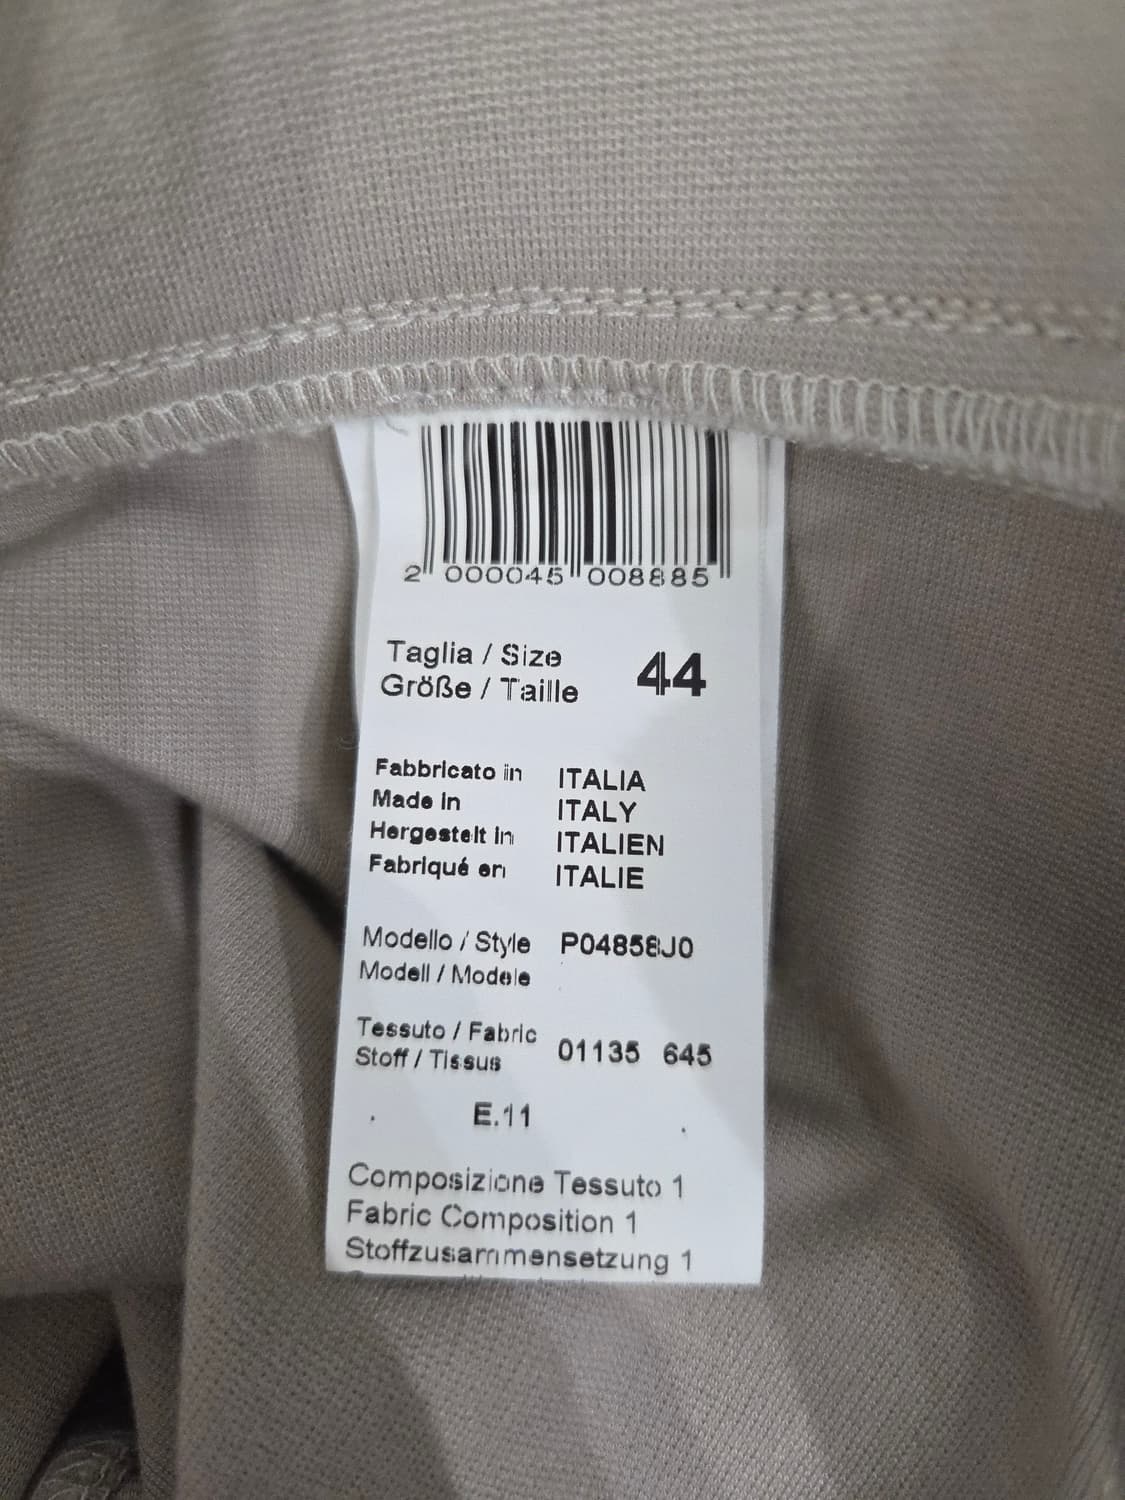 2 000045 008885
Taglia / Size
Größe / Taille
44
Fabbricato in ITALIA
Made in ITALY
Hergestelt in ITALIEN
Fabriqué en ITALIE
Modello / Style P04858J0
Modell / Modele
Tessuto / Fabric
Stoff / Tissus
01135 645
E.11
Composizione Tessuto 1
Fabric Composition 1
Stoffzusammensetzung 1